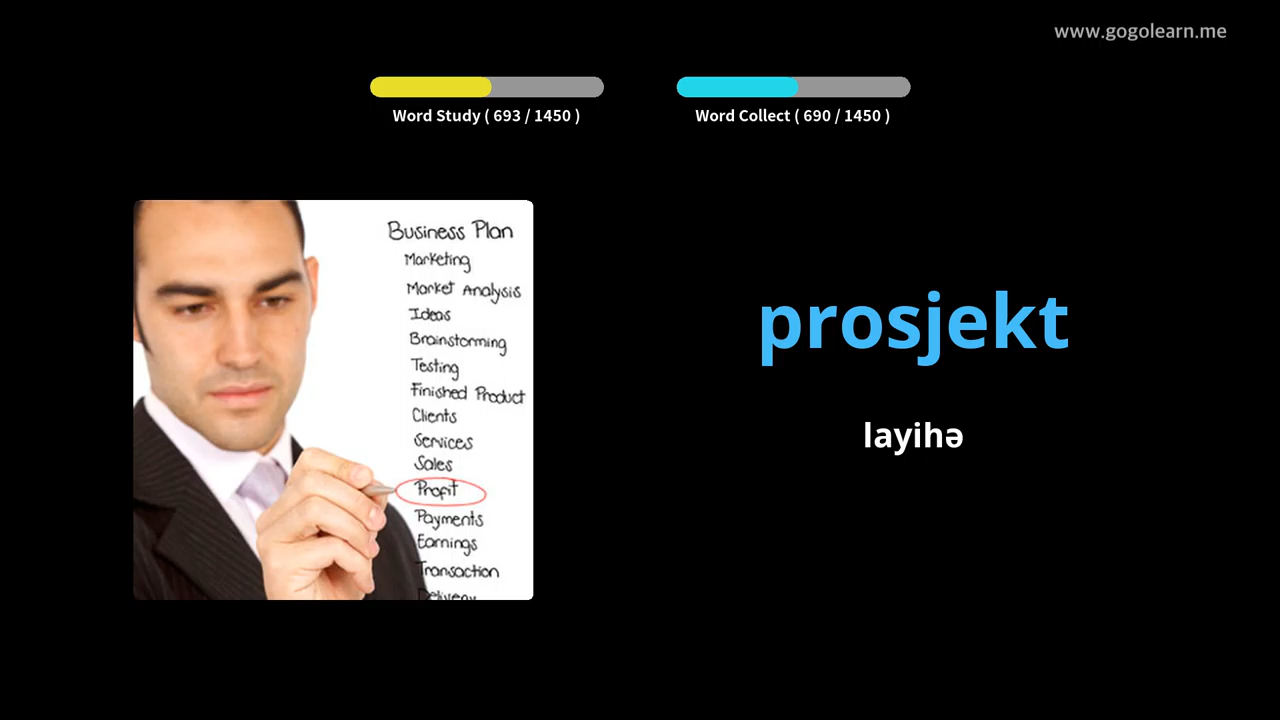 www.gogolearn.me
Word Study ( 693 / 1450 )
Word Collect ( 690 / 1450 )
Business Plan
Marketing
Market Analysis
Ideas
Brainstorming
Testing
Finished Product
Clients
Services
Sales
Profit
Payments
Earnings
Transaction
Delivery
prosjekt
layihə